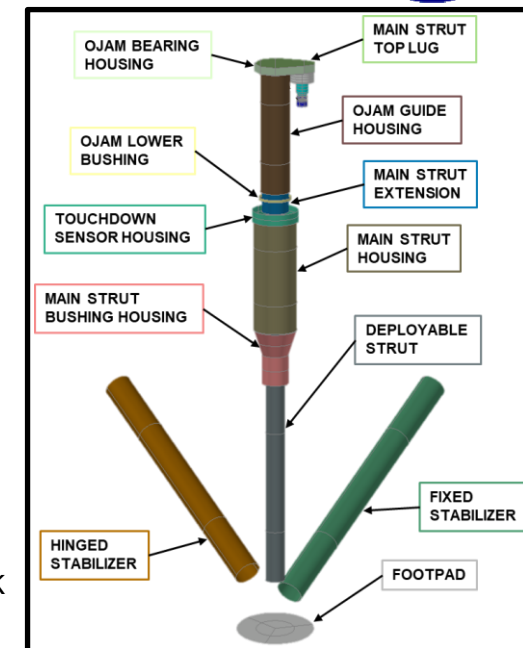 MAIN STRUT
TOP LUG
OJAM BEARING
HOUSING
OJAM GUIDE
HOUSING
OJAM LOWER
BUSHING
MAIN STRUT
EXTENSION
TOUCHDOWN
SENSOR HOUSING
MAIN STRUT
HOUSING
MAIN STRUT
BUSHING HOUSING
DEPLOYABLE
STRUT
FIXED
STABILIZER
HINGED
STABILIZER
FOOTPAD
k